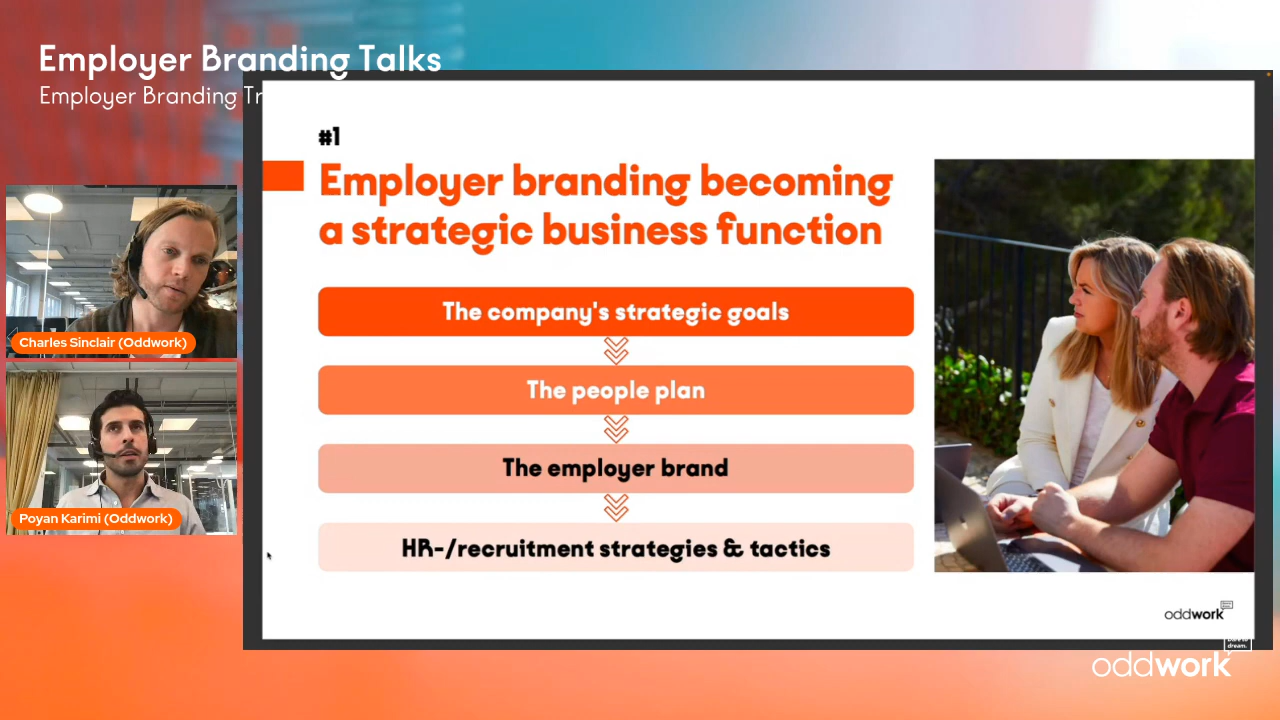 Employer Branding Talks
Employer Branding Tr
#1
Employer branding becoming
a strategic business function
The company's strategic goals
The people plan
The employer brand
HR-/recruitment strategies & tactics
Charles Sinclair (Oddwork)
Poyan Karimi (Oddwork)
oddwork
dream.
oddwork